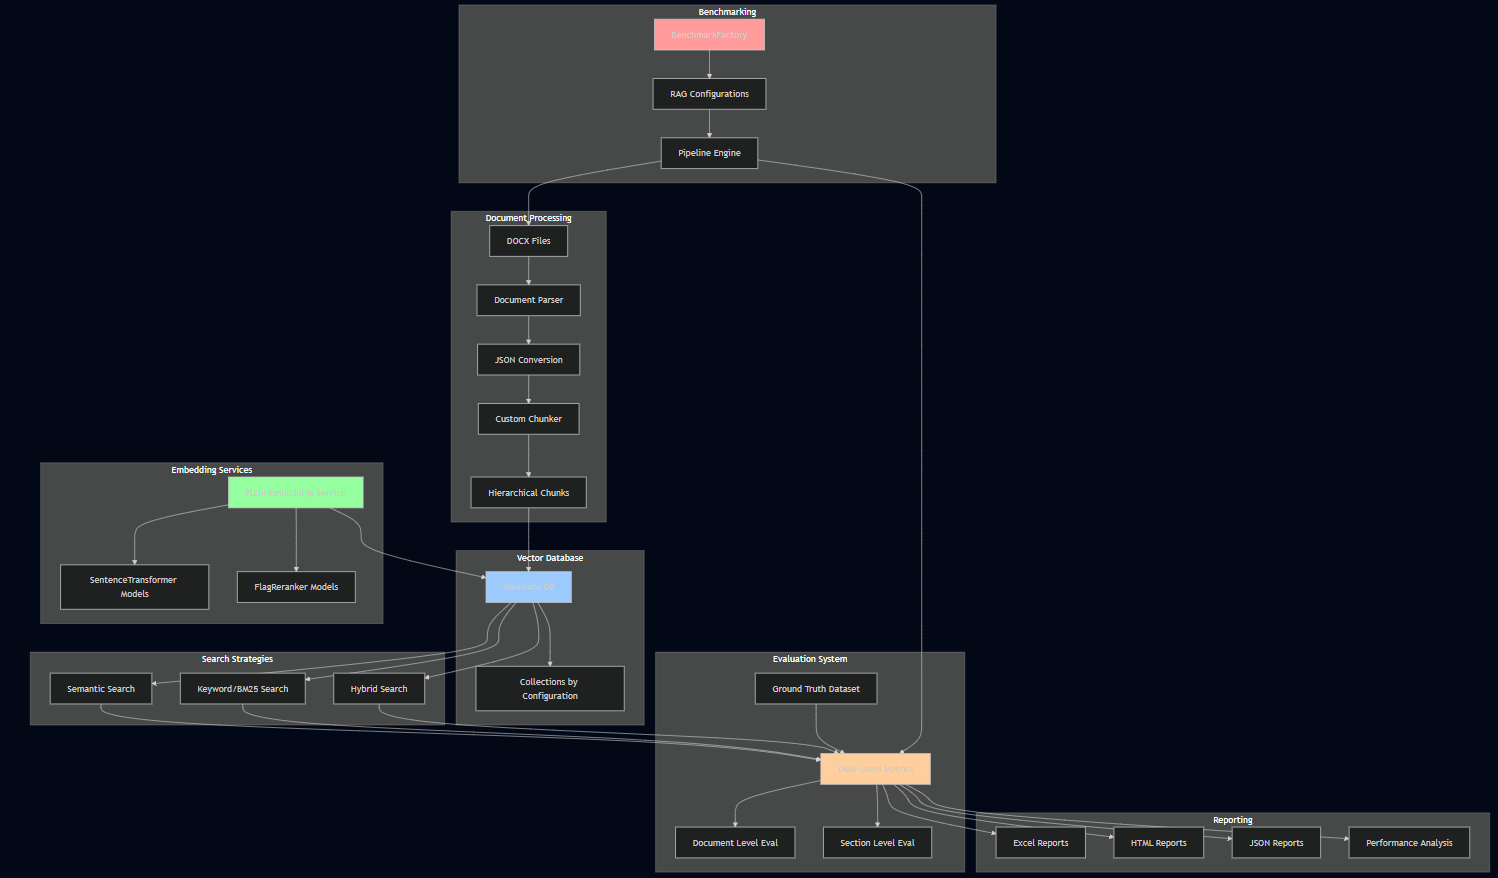 Benchmarking
BenchmarkFactory
RAG Configurations
Pipeline Engine
Document Processing
DOCX Files
Document Parser
JSON Conversion
Custom Chunker
Hierarchical Chunks
Embedding Services
Flask Embedding Service
SentenceTransformer
Models
FlagReranker Models
Vector Database
Weaviate DB
Collections by
Configuration
Search Strategies
Semantic Search
Keyword/BM25 Search
Hybrid Search
Evaluation System
Ground Truth Dataset
Dual-Level Metrics
Document Level Eval
Section Level Eval
Reporting
Excel Reports
HTML Reports
JSON Reports
Performance Analysis